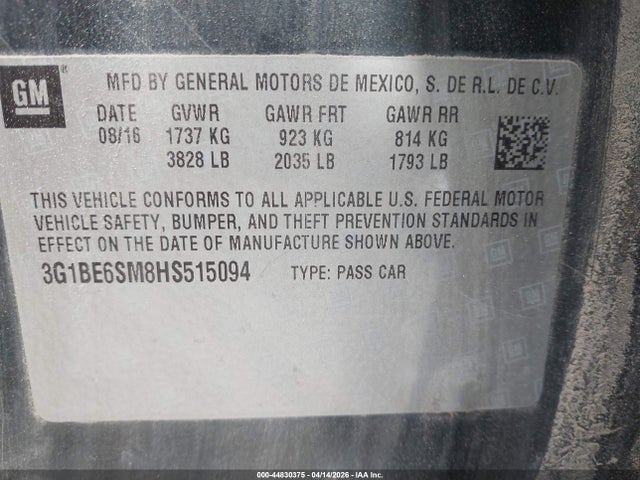 GM
MFD BY GENERAL MOTORS DE MEXICO, S. DE R.L. DE C.V.
DATE GVWR GAWR FRT GAWR RR
08/16 1737 KG 923 KG 814 KG
3828 LB 2035 LB 1793 LB
THIS VEHICLE CONFORMS TO ALL APPLICABLE U.S. FEDERAL MOTOR
VEHICLE SAFETY, BUMPER, AND THEFT PREVENTION STANDARDS IN
EFFECT ON THE DATE OF MANUFACTURE SHOWN ABOVE.
3G1BE6SM8HS515094 TYPE: PASS CAR
000-44830375 - 04/14/2026 - IAA Inc.